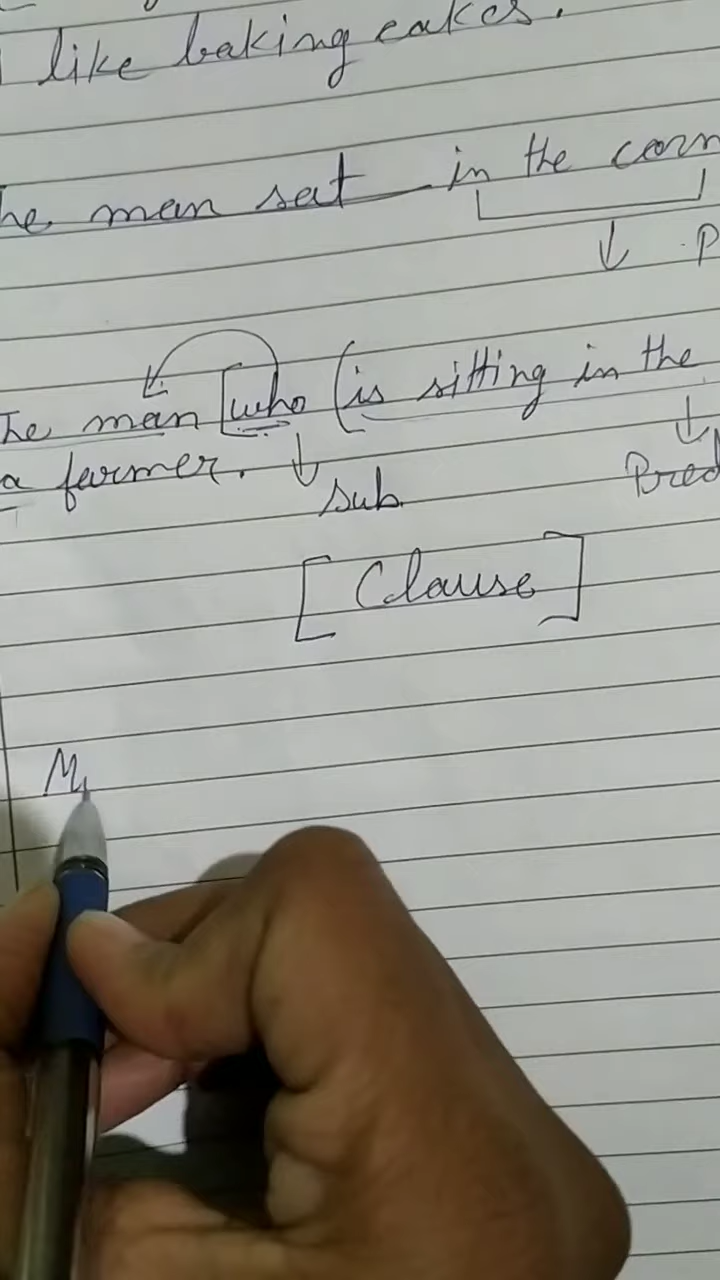 I like baking cakes.
he man sat in the corn
P
The man [who (is sitting in the
a farmer. sub Pred
[Clause]
M